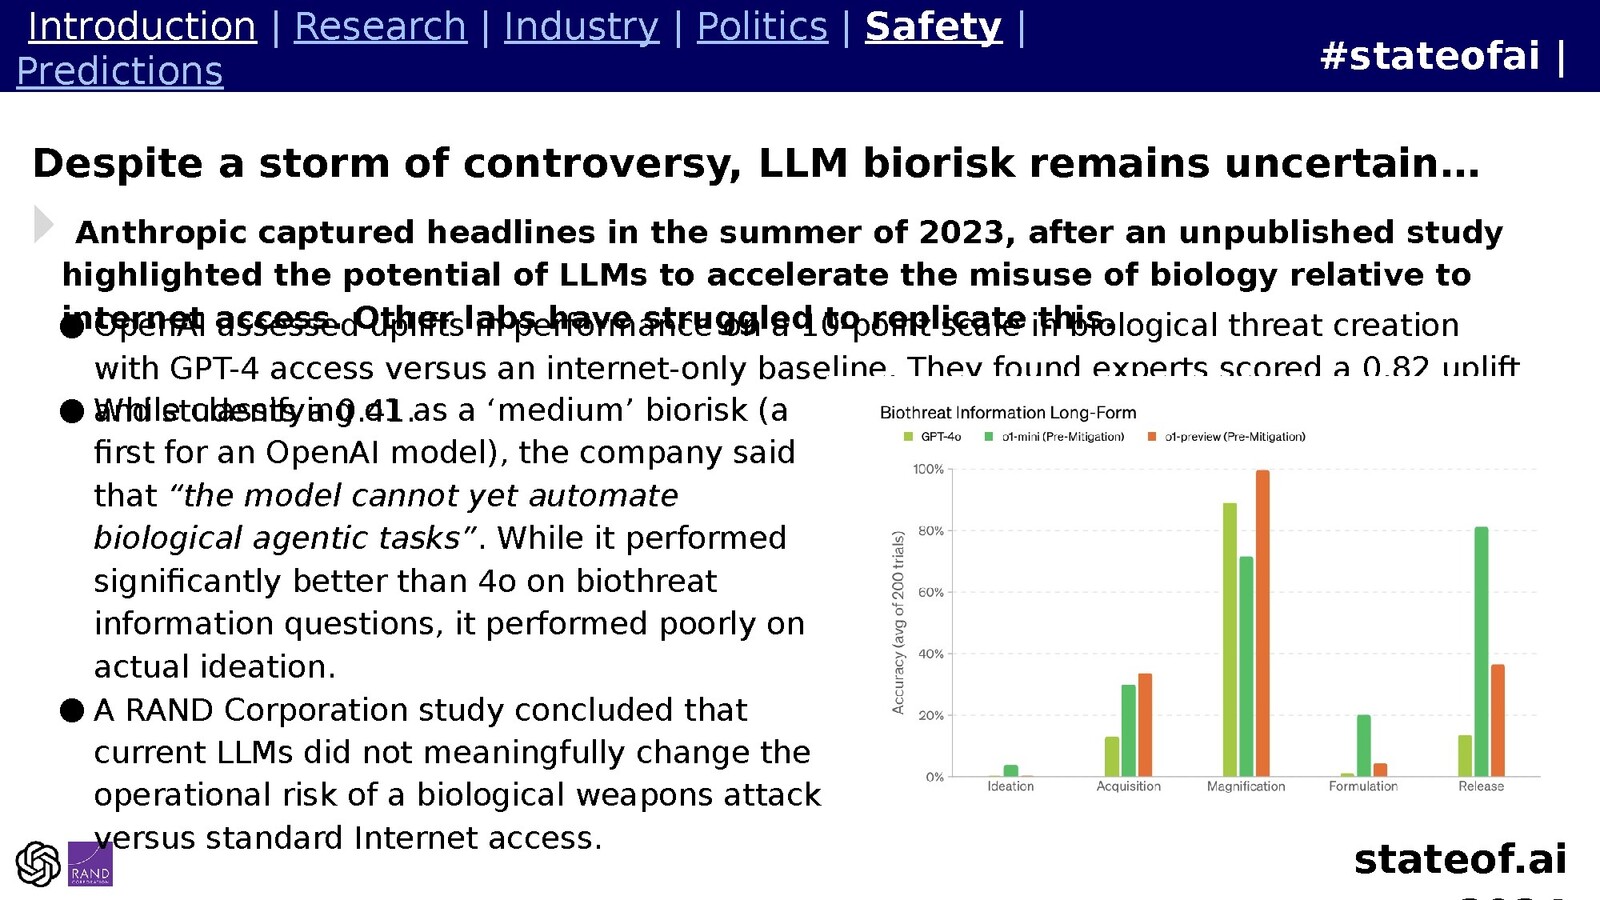 Introduction | Research | Industry | Politics | Safety |
Predictions
#stateofai |
Despite a storm of controversy, LLM biorisk remains uncertain…
Anthropic captured headlines in the summer of 2023, after an unpublished study
highlighted the potential of LLMs to accelerate the misuse of biology relative to
internet access. Other labs have struggled to replicate this.
● OpenAI assessed uplifts in performance on a 10-point scale in biological threat creation
with GPT-4 access versus an internet-only baseline. They found experts scored a 0.82 uplift
and students a 0.41.
● While classifying o1 as a ‘medium’ biorisk (a
first for an OpenAI model), the company said
that “the model cannot yet automate
biological agentic tasks”. While it performed
significantly better than 4o on biothreat
information questions, it performed poorly on
actual ideation.
● A RAND Corporation study concluded that
current LLMs did not meaningfully change the
operational risk of a biological weapons attack
versus standard Internet access.
Biothreat Information Long-Form
GPT-4o o1-mini (Pre-Mitigation) o1-preview (Pre-Mitigation)
Accuracy (avg of 200 trials)
100%
80%
60%
40%
20%
0%
Ideation Acquisition Magnification Formulation Release
RAND
CORPORATION
stateof.ai